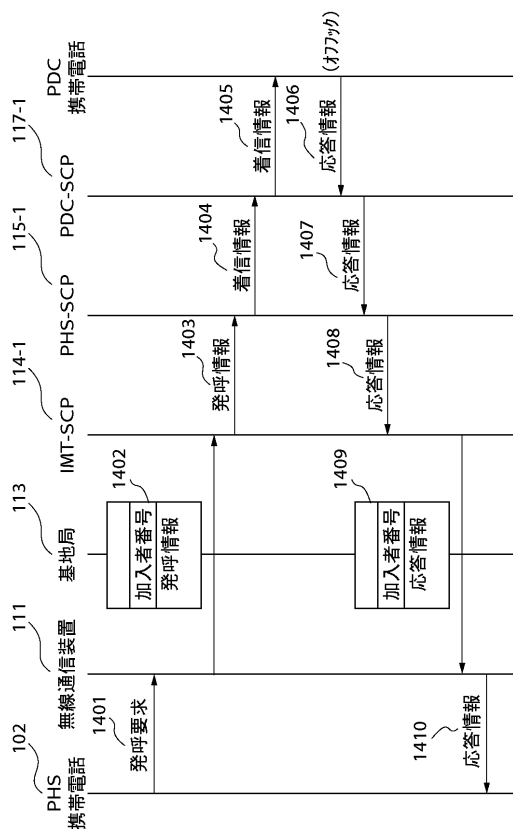 102
PHS
携帯電話
111
無線通信装置
113
基地局
114-1
IMT-SCP
115-1
PHS-SCP
117-1
PDC-SCP
PDC
携帯電話
1401
発呼要求
1402
加入者番号
発呼情報
1403
発呼情報
1404
着信情報
1405
着信情報
(オフフック)
1406
応答情報
1407
応答情報
1408
応答情報
1409
加入者番号
応答情報
1410
応答情報